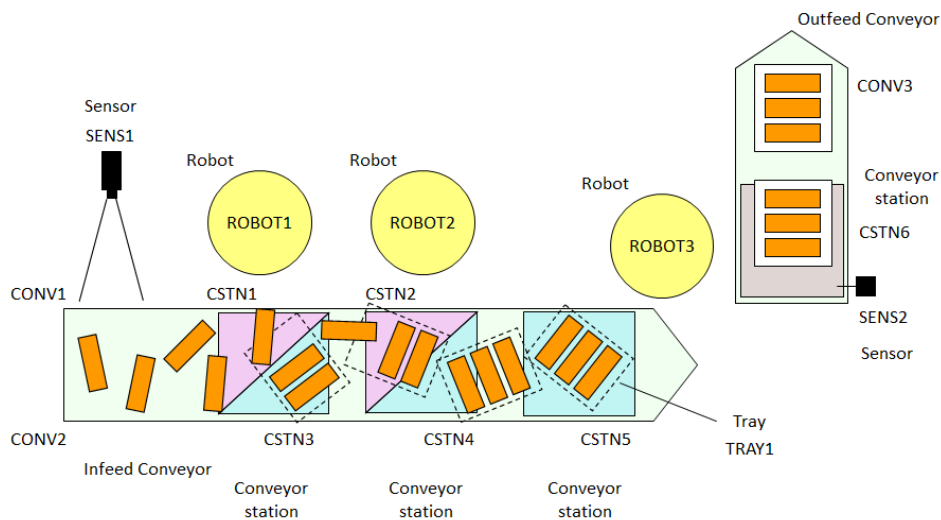 Outfeed Conveyor
CONV3
Sensor
SENS1
Robot
ROBOT1
Robot
ROBOT2
Robot
ROBOT3
Conveyor
station
CSTN6
SENS2
Sensor
CONV1
CSTN1
CSTN2
CONV2
CSTN3
CSTN4
CSTN5
Tray
TRAY1
Infeed Conveyor
Conveyor
station
Conveyor
station
Conveyor
station